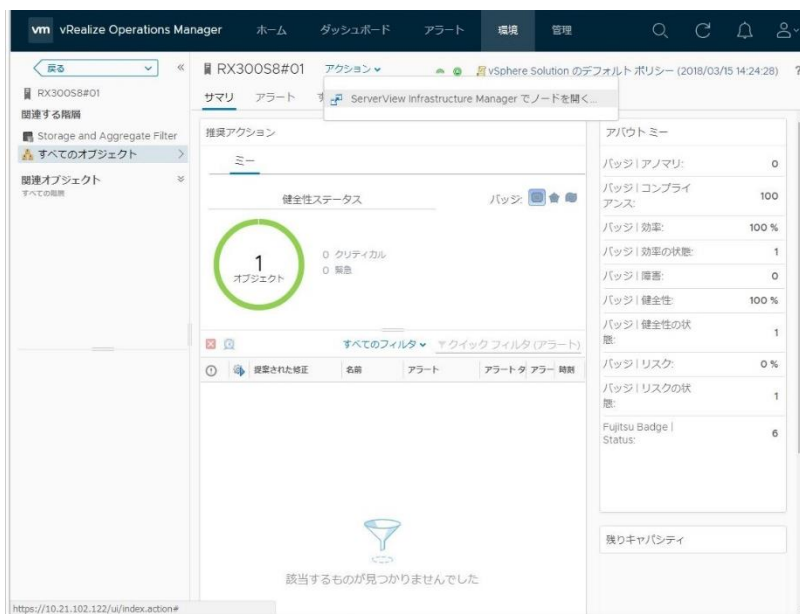 vm vRealize Operations Manager ホーム ダッシュボード アラート 環境 管理
戻る
RX300S8#01
関連する階層
Storage and Aggregate Filter
すべてのオブジェクト
関連オブジェクト
すべての階層
RX300S8#01 アクション vSphere Solution のデフォルト ポリシー (2018/03/15 14:24:28) ?
サマリ アラート
ServerView Infrastructure Manager でノードを開く...
推奨アクション
ミー
健全性ステータス バッジ:
1
オブジェクト
0 クリティカル
0 緊急
すべてのフィルタ クイック フィルタ (アラート)
提案された修正 名前 アラート アラート タ アラー 時刻
該当するものが見つかりませんでした
アバウト ミー
バッジ | アノマリ: 0
バッジ | コンプライ
アンス: 100
バッジ | 効率: 100 %
バッジ | 効率の状態: 1
バッジ | 障害: 0
バッジ | 健全性: 100 %
バッジ | 健全性の状
態: 1
バッジ | リスク: 0 %
バッジ | リスクの状
態: 1
Fujitsu Badge |
Status: 6
残りキャパシティ
https://10.21.102.122/ui/index.action#